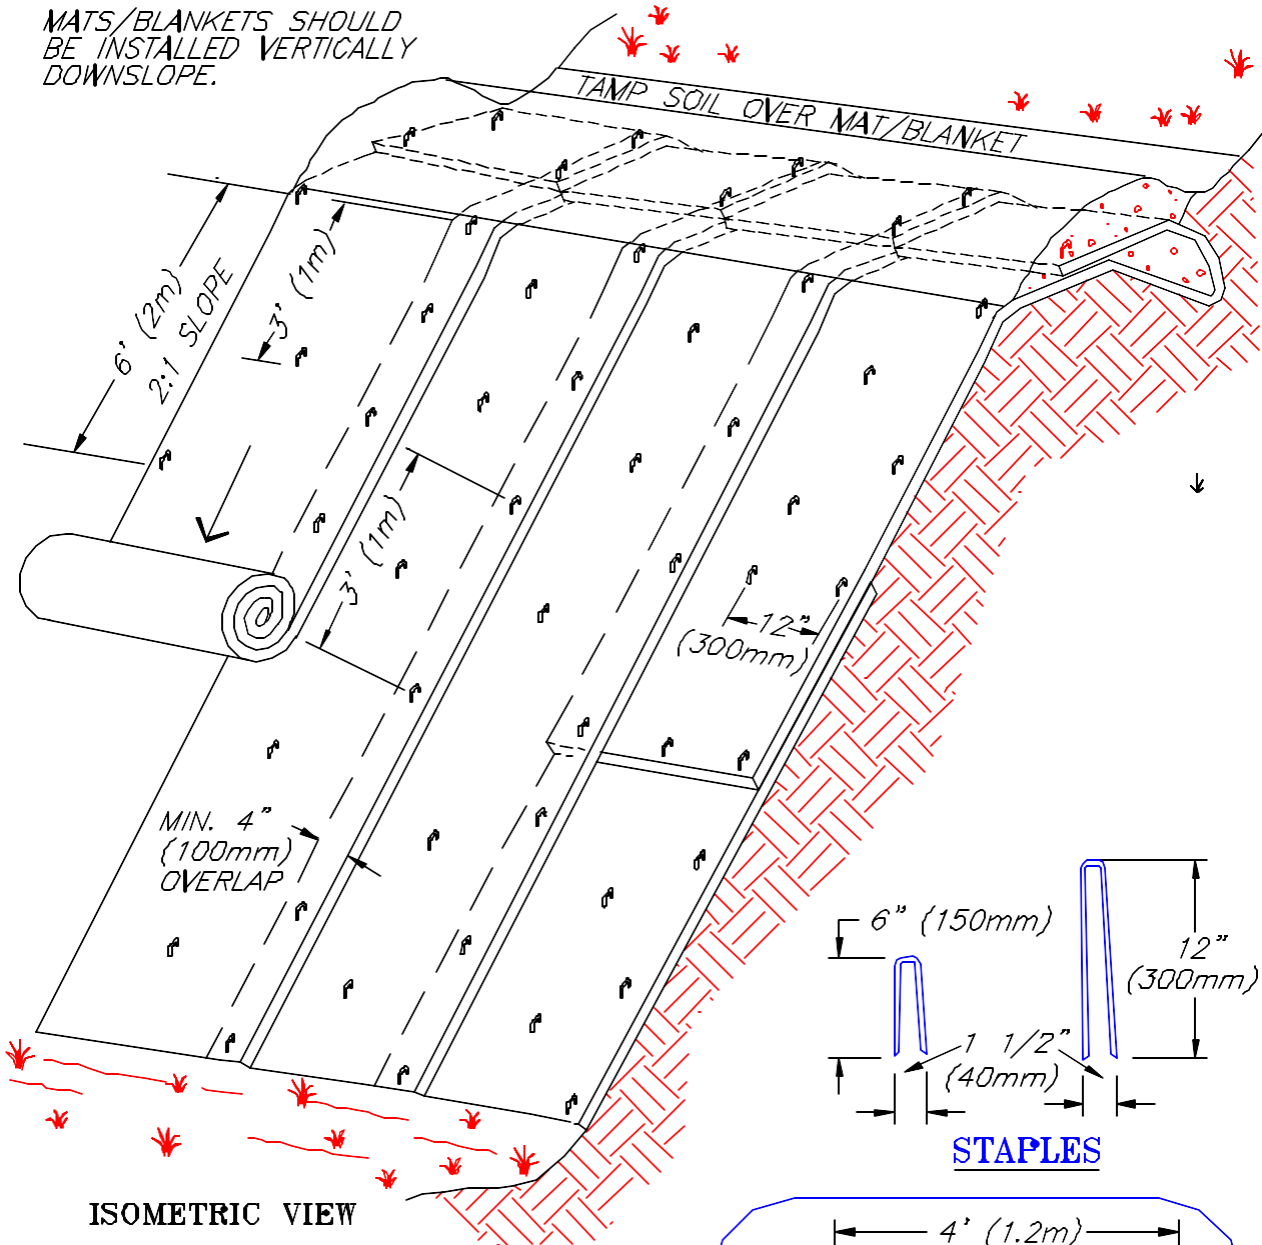 MATS/BLANKETS SHOULD
BE INSTALLED VERTICALLY
DOWNSLOPE.
TAMP SOIL OVER MAT/BLANKET
6' (2m)
2:1 SLOPE
3' (1m)
3' (1m)
12"
(300mm)
MIN. 4"
(100mm)
OVERLAP
6" (150mm)
12"
(300mm)
1 1/2"
(40mm)
STAPLES
ISOMETRIC VIEW
4' (1.2m)